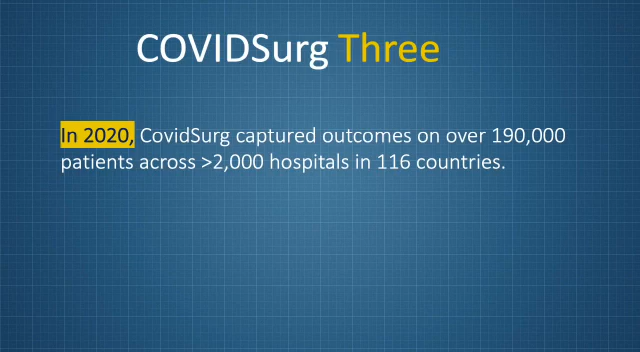 COVIDSurg Three
In 2020, CovidSurg captured outcomes on over 190,000
patients across >2,000 hospitals in 116 countries.